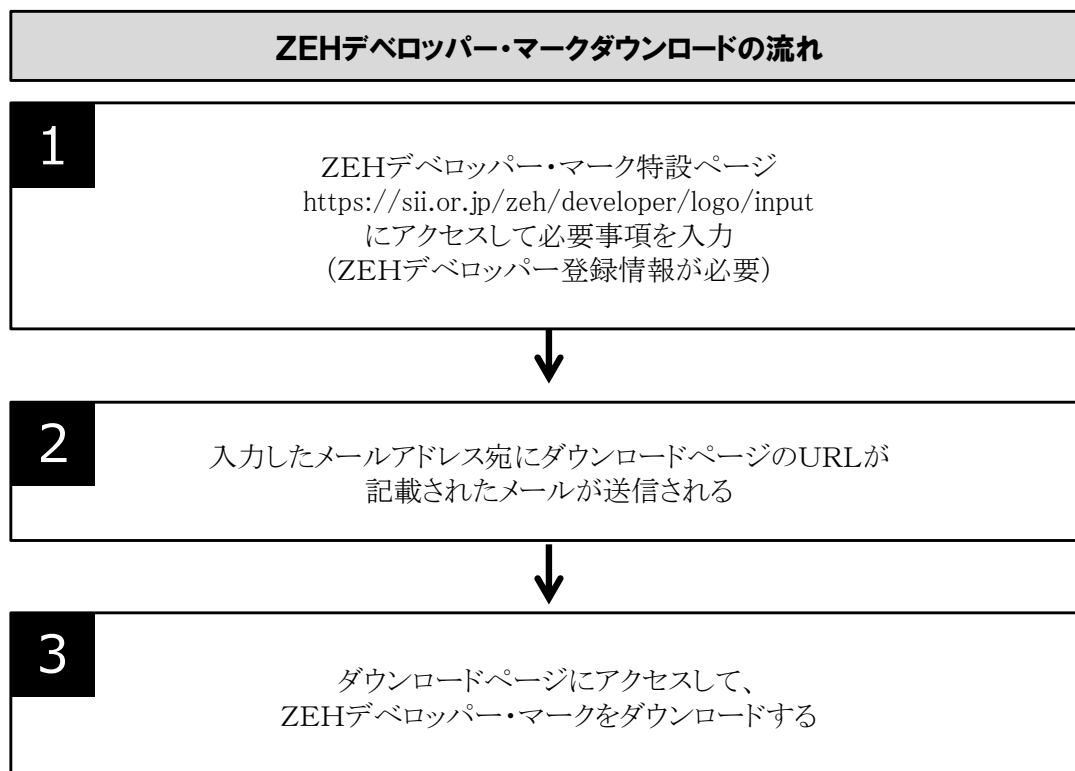 ZEHデベロッパー・マークダウンロードの流れ
1
ZEHデベロッパー・マーク特設ページ
https://sii.or.jp/zeh/developer/logo/input
にアクセスして必要事項を入力
(ZEHデベロッパー登録情報が必要)
2
入力したメールアドレス宛にダウンロードページのURLが
記載されたメールが送信される
3
ダウンロードページにアクセスして、
ZEHデベロッパー・マークをダウンロードする